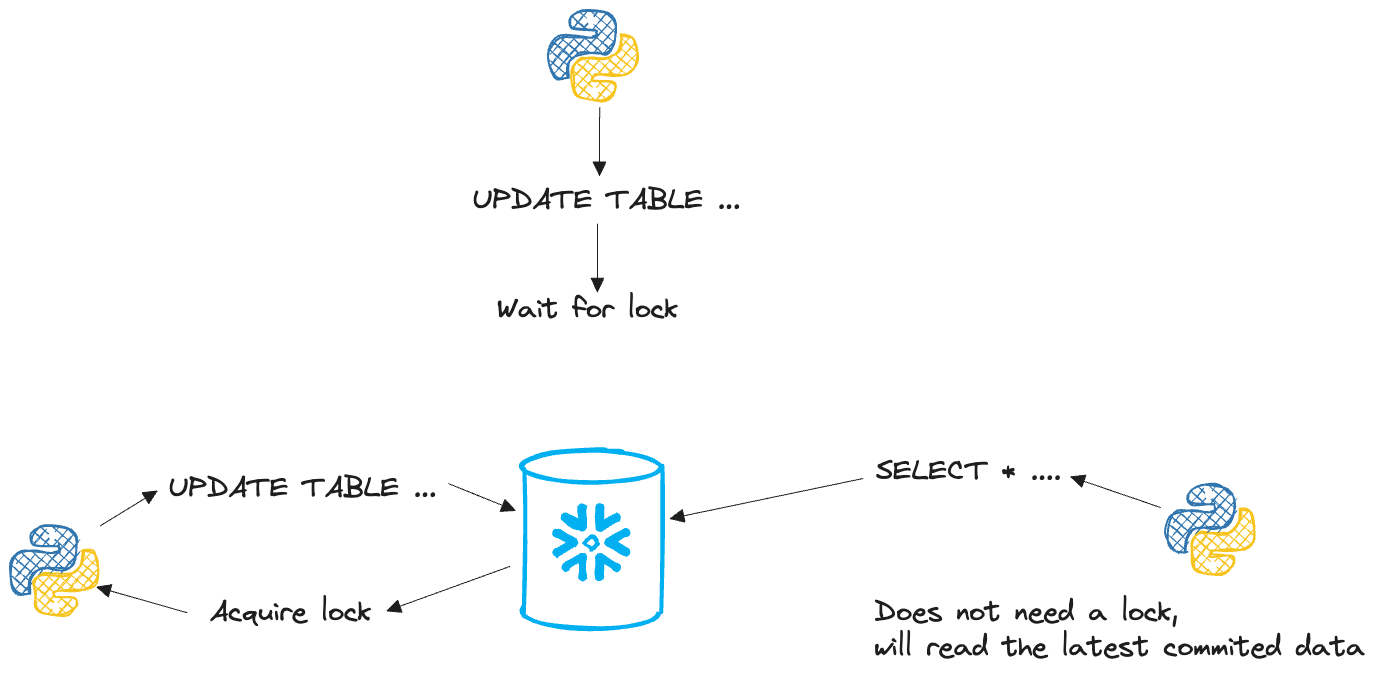 UPDATE TABLE ...
Wait for lock
UPDATE TABLE ...
Acquire lock
SELECT * ....
Does not need a lock,
will read the latest commited data